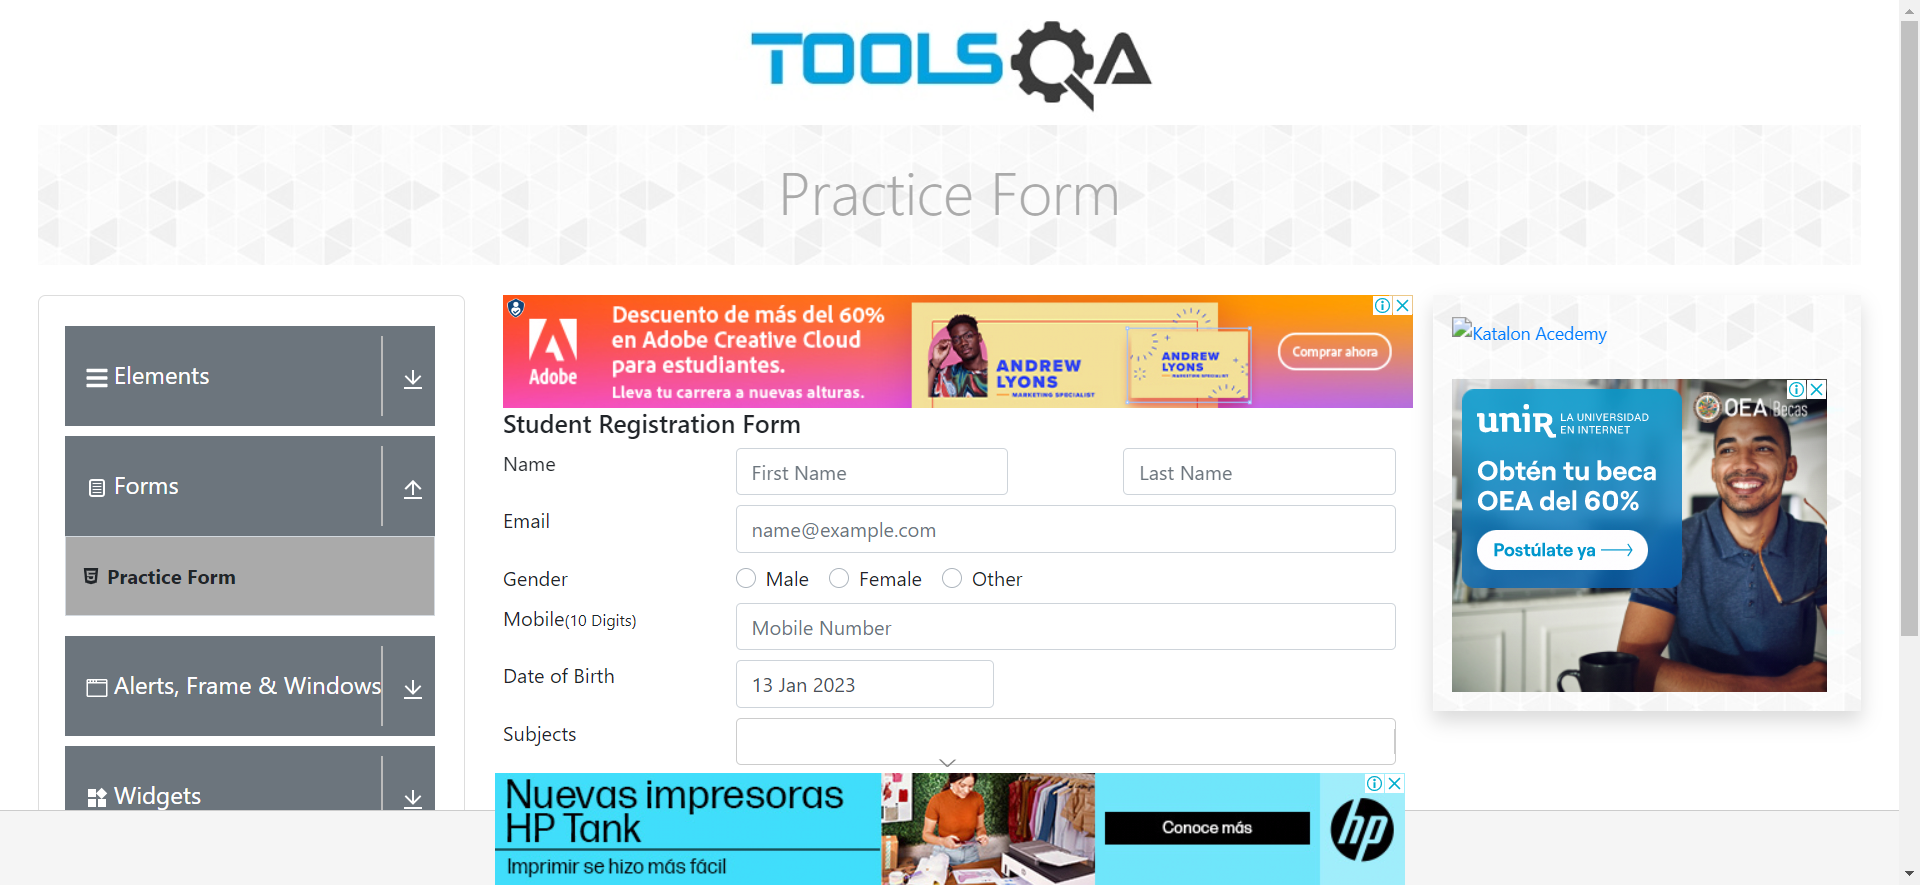 TOOLSQA
Practice Form
Elements
Forms
Practice Form
Alerts, Frame & Windows
Widgets
Descuento de más del 60%
en Adobe Creative Cloud
para estudiantes.
Lleva tu carrera a nuevas alturas.
Adobe
ANDREW
LYONS
MARKETING SPECIALIST
ANDREW
LYONS
MARKETING SPECIALIST
Comprar ahora
Student Registration Form
Name
First Name
Last Name
Email
name@example.com
Gender
Male
Female
Other
Mobile(10 Digits)
Mobile Number
Date of Birth
13 Jan 2023
Subjects
Nuevas impresoras
HP Tank
Imprimir se hizo más fácil
Conoce más
hp
Katalon Acedemy
unir LA UNIVERSIDAD
EN INTERNET
OEA Becas
Obtén tu beca
OEA del 60%
Postúlate ya